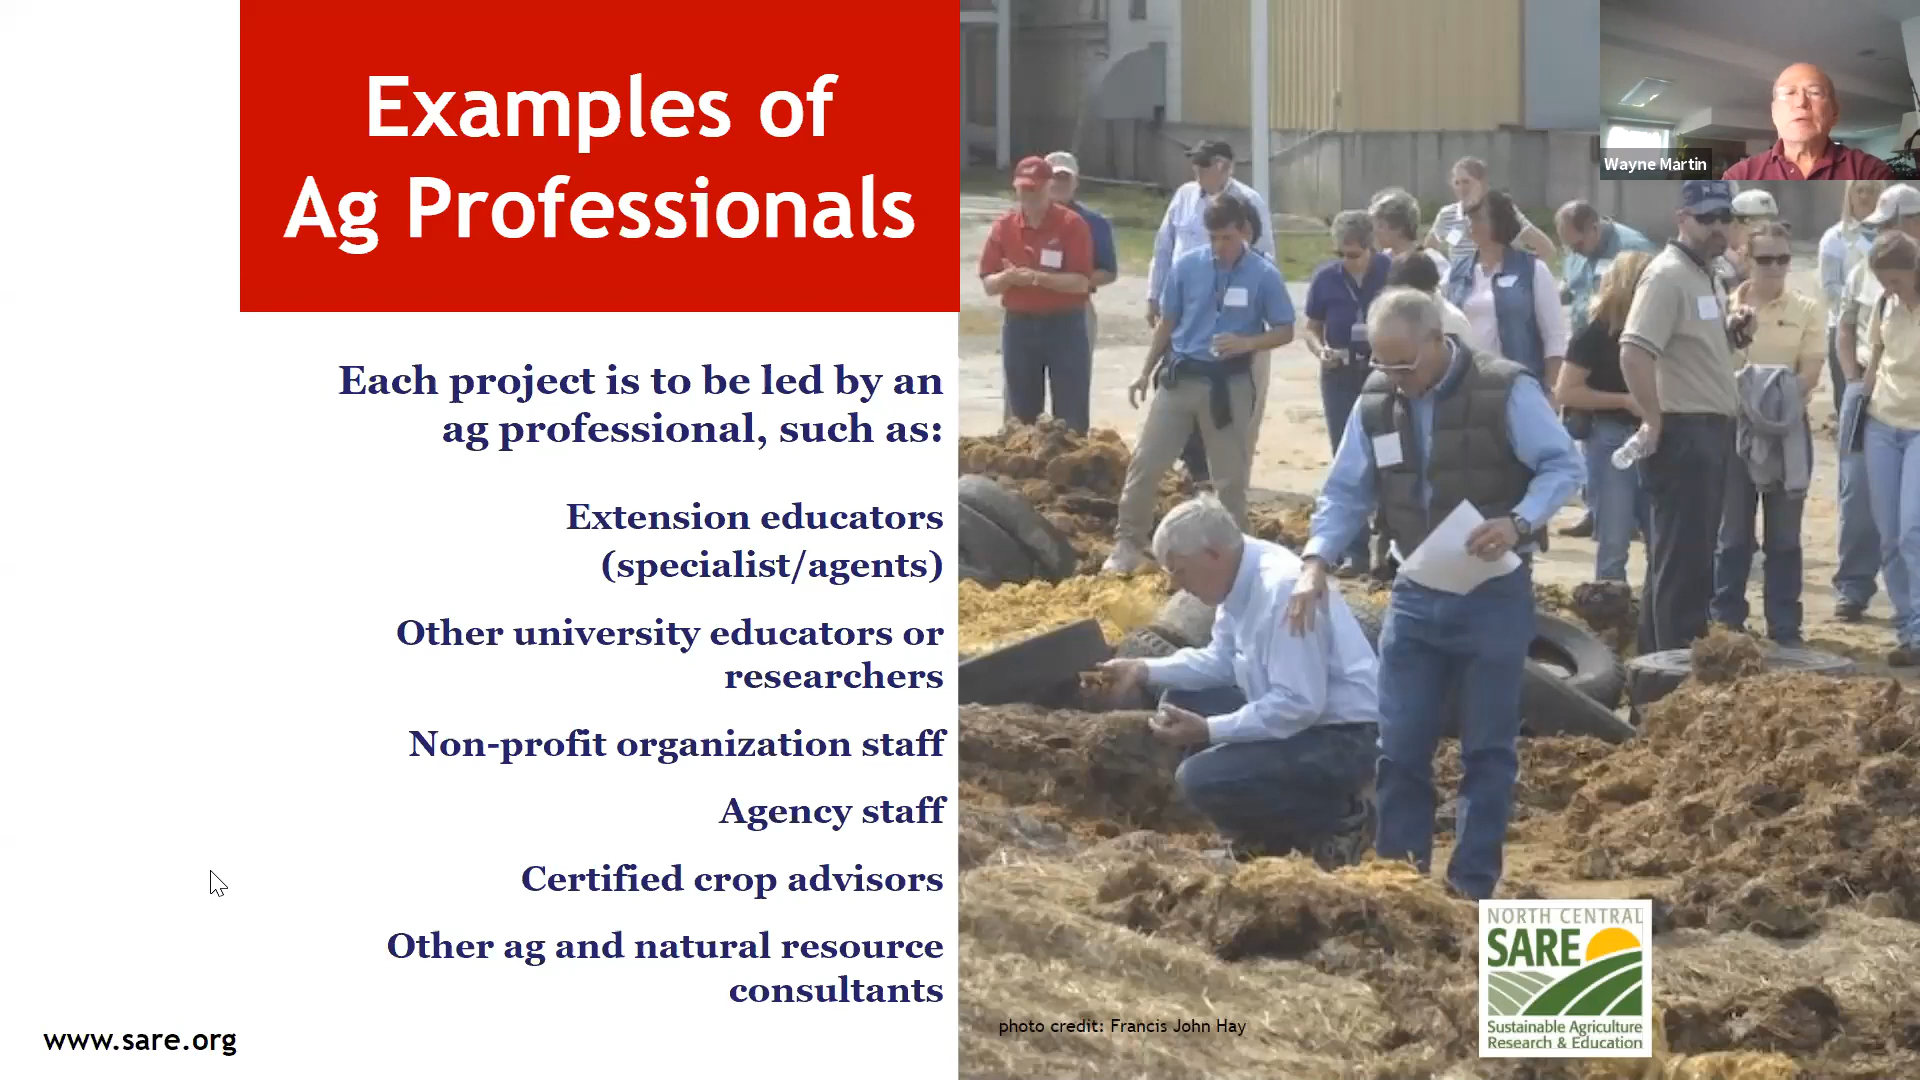 Examples of
Ag Professionals
Each project is to be led by an
ag professional, such as:
Extension educators
(specialist/agents)
Other university educators or
researchers
Non-profit organization staff
Agency staff
Certified crop advisors
Other ag and natural resource
consultants
www.sare.org
Wayne Martin
photo credit: Francis John Hay
NORTH CENTRAL
SARE
Sustainable Agriculture
Research & Education